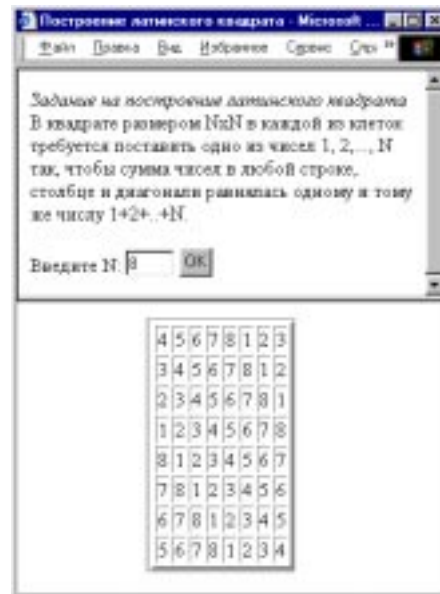 Построение латинского квадрата - Microsoft ...
Файл Правка Вид Избранное Сервис Спра »
Задание на построение латинского квадрата
В квадрате размером NxN в каждой из клеток
требуется поставить одно из чисел 1, 2,..., N
так, чтобы сумма чисел в любой строке,
столбце и диагонали равнялась одному и тому
же числу 1+2+..+N.
Введите N: 8 OK
4 5 6 7 8 1 2 3
3 4 5 6 7 8 1 2
2 3 4 5 6 7 8 1
1 2 3 4 5 6 7 8
8 1 2 3 4 5 6 7
7 8 1 2 3 4 5 6
6 7 8 1 2 3 4 5
5 6 7 8 1 2 3 4